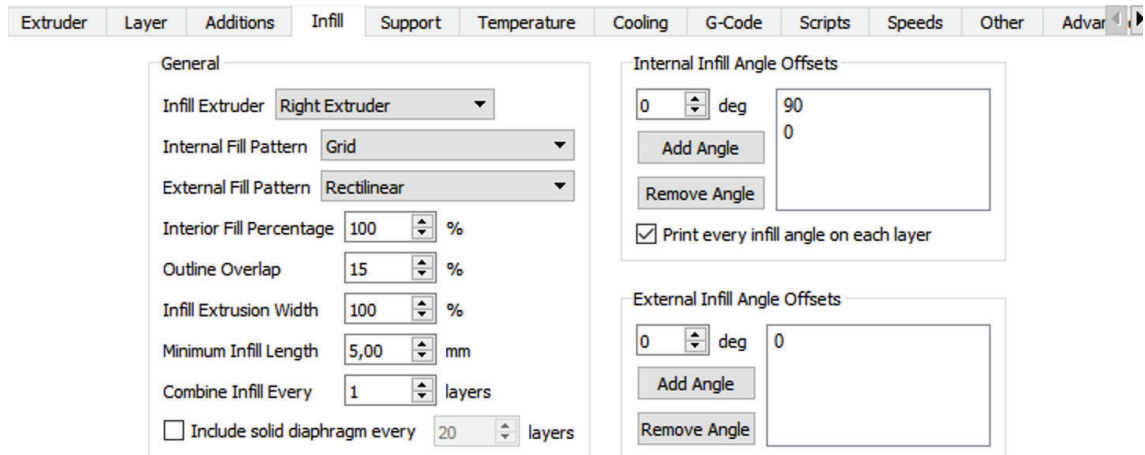 Extruder Layer Additions Infill Support Temperature Cooling G-Code Scripts Speeds Other
General
Infill Extruder Right Extruder
Internal Fill Pattern Grid
External Fill Pattern Rectilinear
Interior Fill Percentage 100 %
Outline Overlap 15 %
Infill Extrusion Width 100 %
Minimum Infill Length 5,00 mm
Combine Infill Every 1 layers
Include solid diaphragm every 20 layers
Internal Infill Angle Offsets
0 deg
Add Angle
Remove Angle
90
0
Print every infill angle on each layer
External Infill Angle Offsets
0 deg
Add Angle
Remove Angle
0